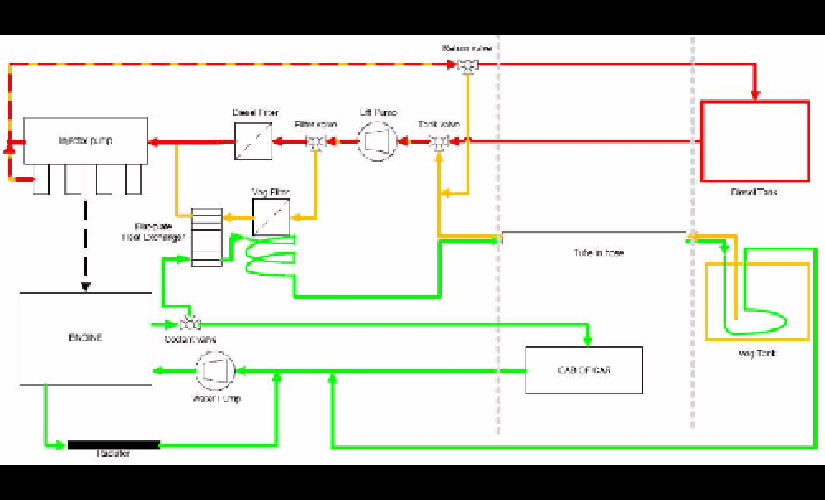 Return valve
Diesel Filter
Lift Pump
Filter valve
Tank valve
Injector pump
Diesel Tank
Veg Filter
Flat-plate
Heat Exchanger
Tube in hose
ENGINE
Coolant valve
Veg Tank
CAB OF CAR
Water Pump
Radiator